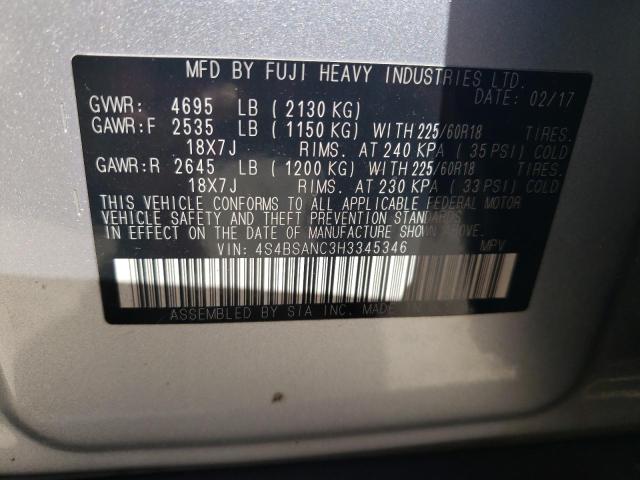 MFD BY FUJI HEAVY INDUSTRIES LTD.
DATE: 02/17
GVWR: 4695 LB ( 2130 KG)
GAWR:F 2535 LB ( 1150 KG) WITH 225/60R18 TIRES.
18X7J RIMS. AT 240 KPA ( 35 PSI) COLD
GAWR:R 2645 LB ( 1200 KG) WITH 225/60R18 TIRES.
18X7J RIMS. AT 230 KPA ( 33 PSI) COLD
THIS VEHICLE CONFORMS TO ALL APPLICABLE FEDERAL MOTOR
VEHICLE SAFETY AND THEFT PREVENTION STANDARDS
IN EFFECT ON THE DATE OF MANUFACTURE SHOWN ABOVE.
VIN: 4S4BSANC3H3345346 MPV
ASSEMBLED BY SIA INC. MADE